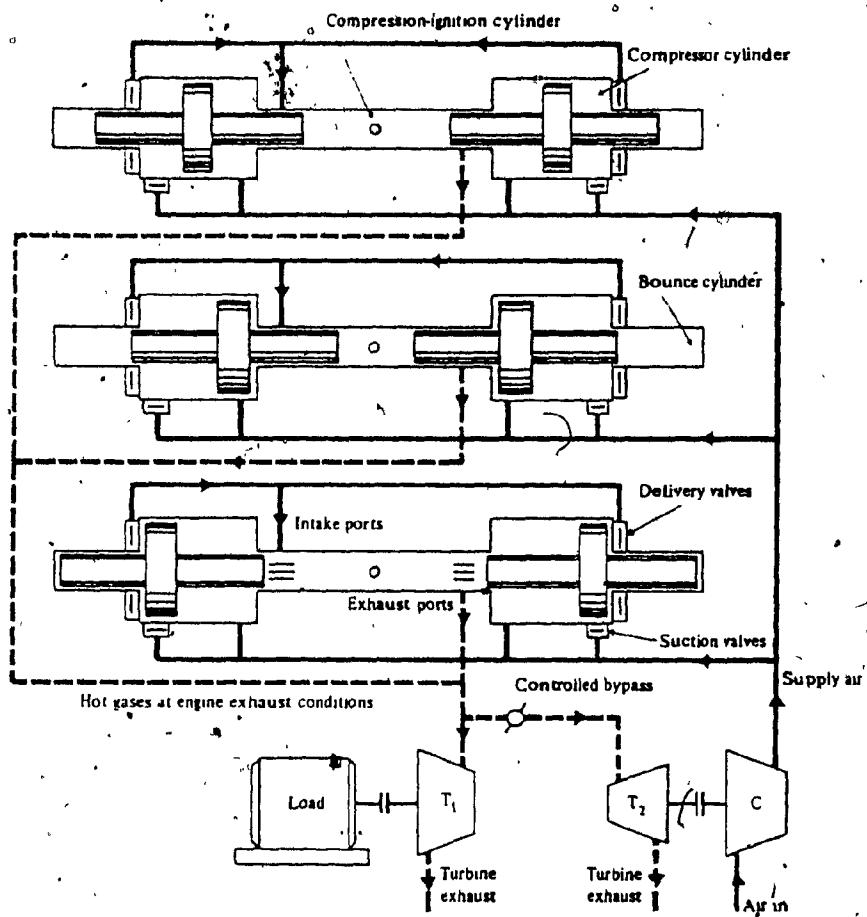 Compression-ignition cylinder
Compressor cylinder
Bounce cylinder
Delivery valves
Intake ports
Exhaust ports
Suction valves
Supply air
Controlled bypass
Hot gases at engine exhaust conditions
Load
T1
T2
C
Turbine
exhaust
Turbine
exhaust
Air in